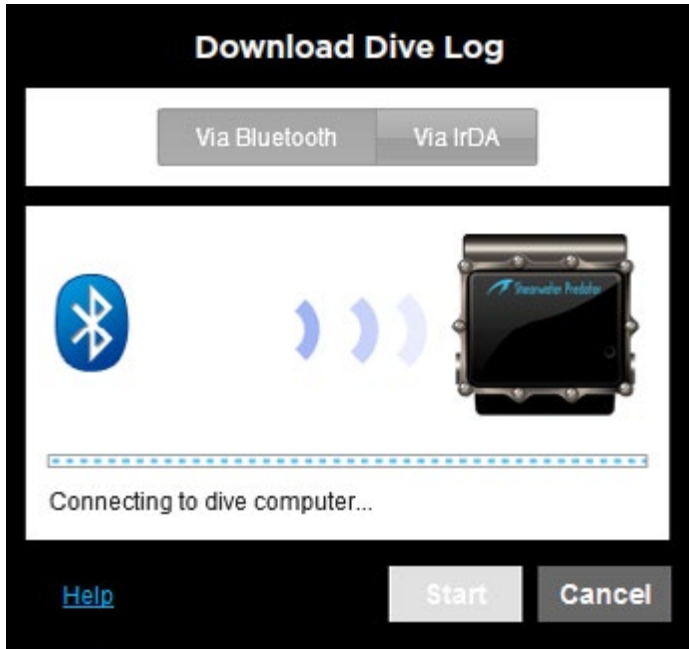 Download Dive Log
Via Bluetooth
Via IrDA
Shearwater Predator
Connecting to dive computer...
Help
Start
Cancel